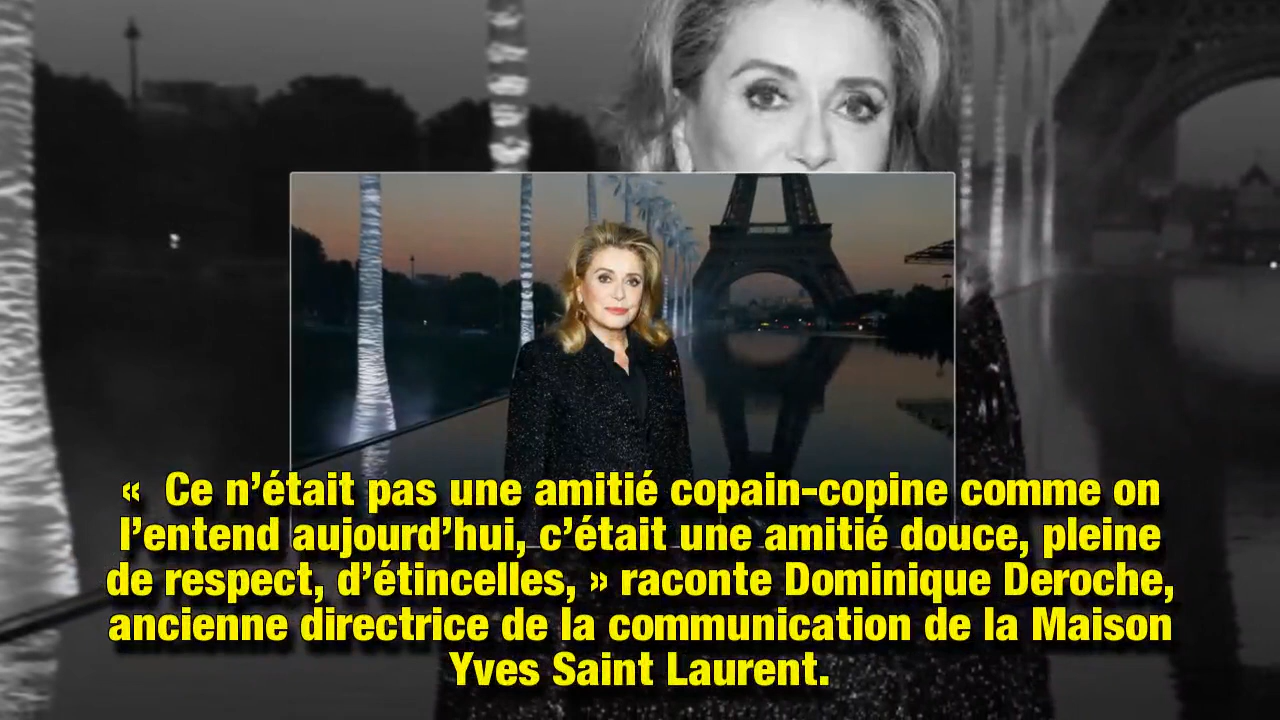 «  Ce n’était pas une amitié copain-copine comme on
l’entend aujourd’hui, c’était une amitié douce, pleine
de respect, d’étincelles, » raconte Dominique Deroche,
ancienne directrice de la communication de la Maison
Yves Saint Laurent.